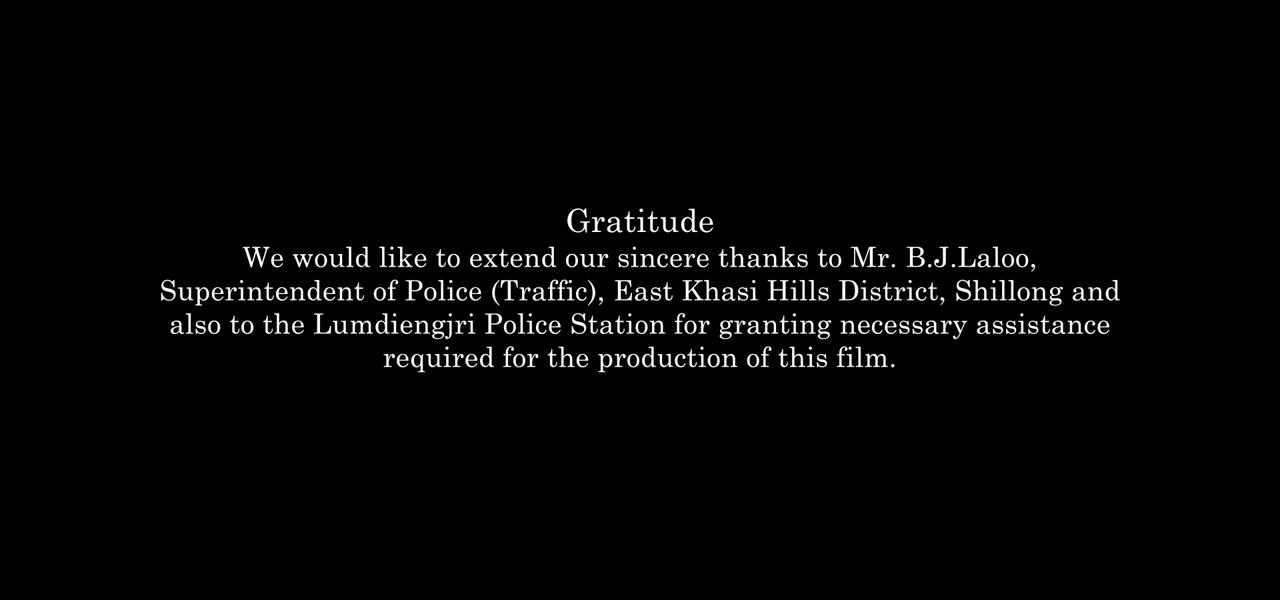 Gratitude
We would like to extend our sincere thanks to Mr. B.J.Laloo,
Superintendent of Police (Traffic), East Khasi Hills District, Shillong and
also to the Lumdiengjri Police Station for granting necessary assistance
required for the production of this film.